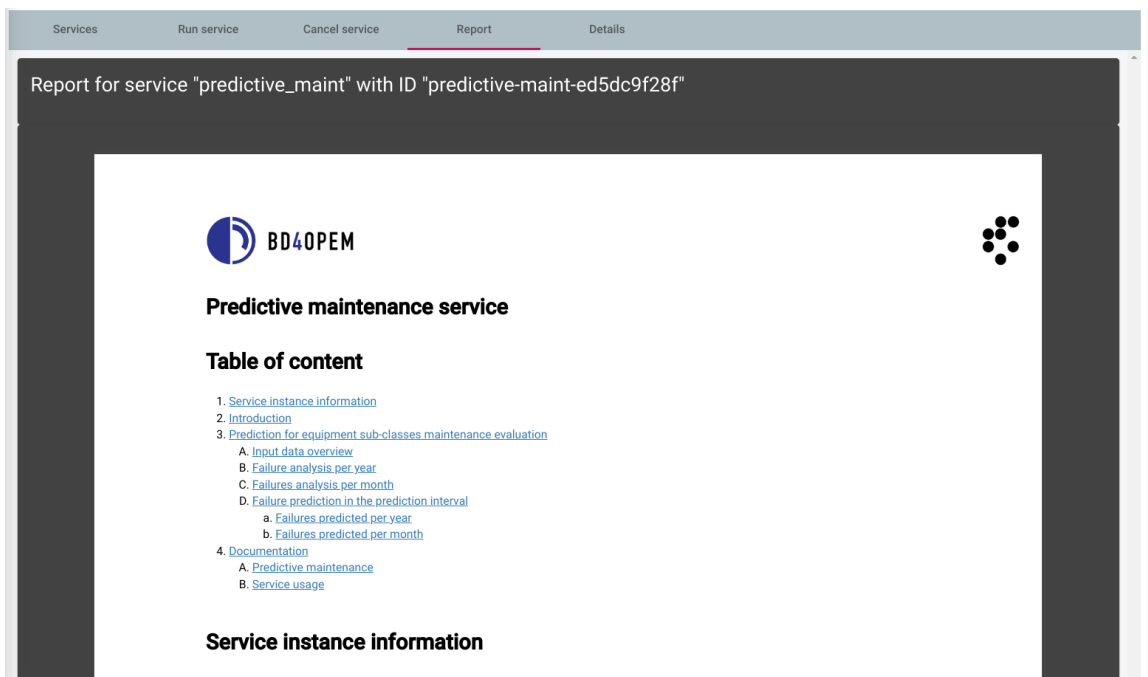 Services Run service Cancel service Report Details
Report for service "predictive_maint" with ID "predictive-maint-ed5dc9f28f"
BD4OPEM
Predictive maintenance service
Table of content
1. Service instance information
2. Introduction
3. Prediction for equipment sub-classes maintenance evaluation
A. Input data overview
B. Failure analysis per year
C. Failures analysis per month
D. Failure prediction in the prediction interval
a. Failures predicted per year
b. Failures predicted per month
4. Documentation
A. Predictive maintenance
B. Service usage
Service instance information